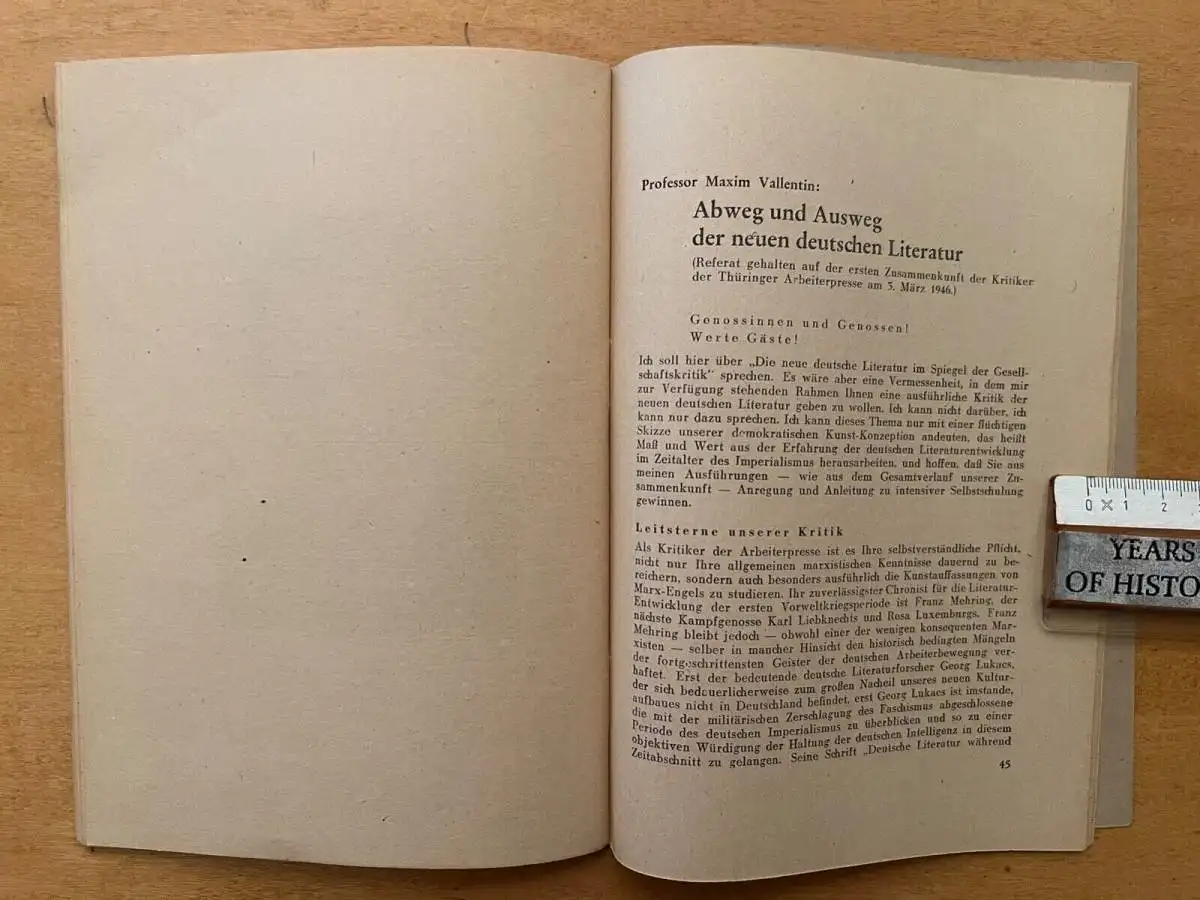 Professor Maxim Vallentin:
Abweg und Ausweg
der neuen deutschen Literatur
(Referat gehalten auf der ersten Zusammenkunft der Kritiker
der Thüringer Arbeiterpresse am 3. März 1946.)
Genossinnen und Genossen!
Werte Gäste!
Ich soll hier über „Die neue deutsche Literatur im Spiegel der Gesell-
schaftskritik" sprechen. Es wäre aber eine Vermessenheit, in dem mir
zur Verfügung stehenden Rahmen Ihnen eine ausführliche Kritik der
neuen deutschen Literatur geben zu wollen. Ich kann nicht darüber, ich
kann nur dazu sprechen. Ich kann dieses Thema nur mit einer flüchtigen
Skizze unserer demokratischen Kunst-Konzeption andeuten, das heißt
Maß und Wert aus der Erfahrung der deutschen Literaturentwicklung
im Zeitalter des Imperialismus herausarbeiten, und hoffen, daß Sie aus
meinen Ausführungen — wie aus dem Gesamtverlauf unserer Zu-
sammenkunft — Anregung und Anleitung zu intensiver Selbstschulung
gewinnen.
Leitsterne unserer Kritik
Als Kritiker der Arbeiterpresse ist es Ihre selbstverständliche Pflicht,
nicht nur Ihre allgemeinen marxistischen Kenntnisse dauernd zu be-
reichern, sondern auch besonders ausführlich die Kunstauffassungen von
Marx-Engels zu studieren. Ihr zuverlässigster Chronist für die Literatur-
Entwicklung der ersten Vorweltkriegsperiode ist Franz Mehring, der
nächste Kampfgenosse Karl Liebknechts und Rosa Luxemburgs. Franz
Mehring bleibt jedoch — obwohl einer der wenigen konsequenten Mar-
xisten — selber in mancher Hinsicht den historisch bedingten Mängeln
der fortgeschrittensten Geister der deutschen Arbeiterbewegung ver-
haftet. Erst der bedeutende deutsche Literaturforscher Georg Lukacs,
der sich bedauerlicherweise zum großen Nacheil unseres neuen Kultur-
aufbaues nicht in Deutschland befindet, erst Georg Lukacs ist imstande,
die mit der militärischen Zerschlagung des Faschismus abgeschlossene
Periode des deutschen Imperialismus zu überblicken und so zu einer
objektiven Würdigung der Haltung der deutschen Intelligenz in diesem
Zeitabschnitt zu gelangen. Seine Schrift „Deutsche Literatur während
45
0 1 2
YEARS
OF HISTO